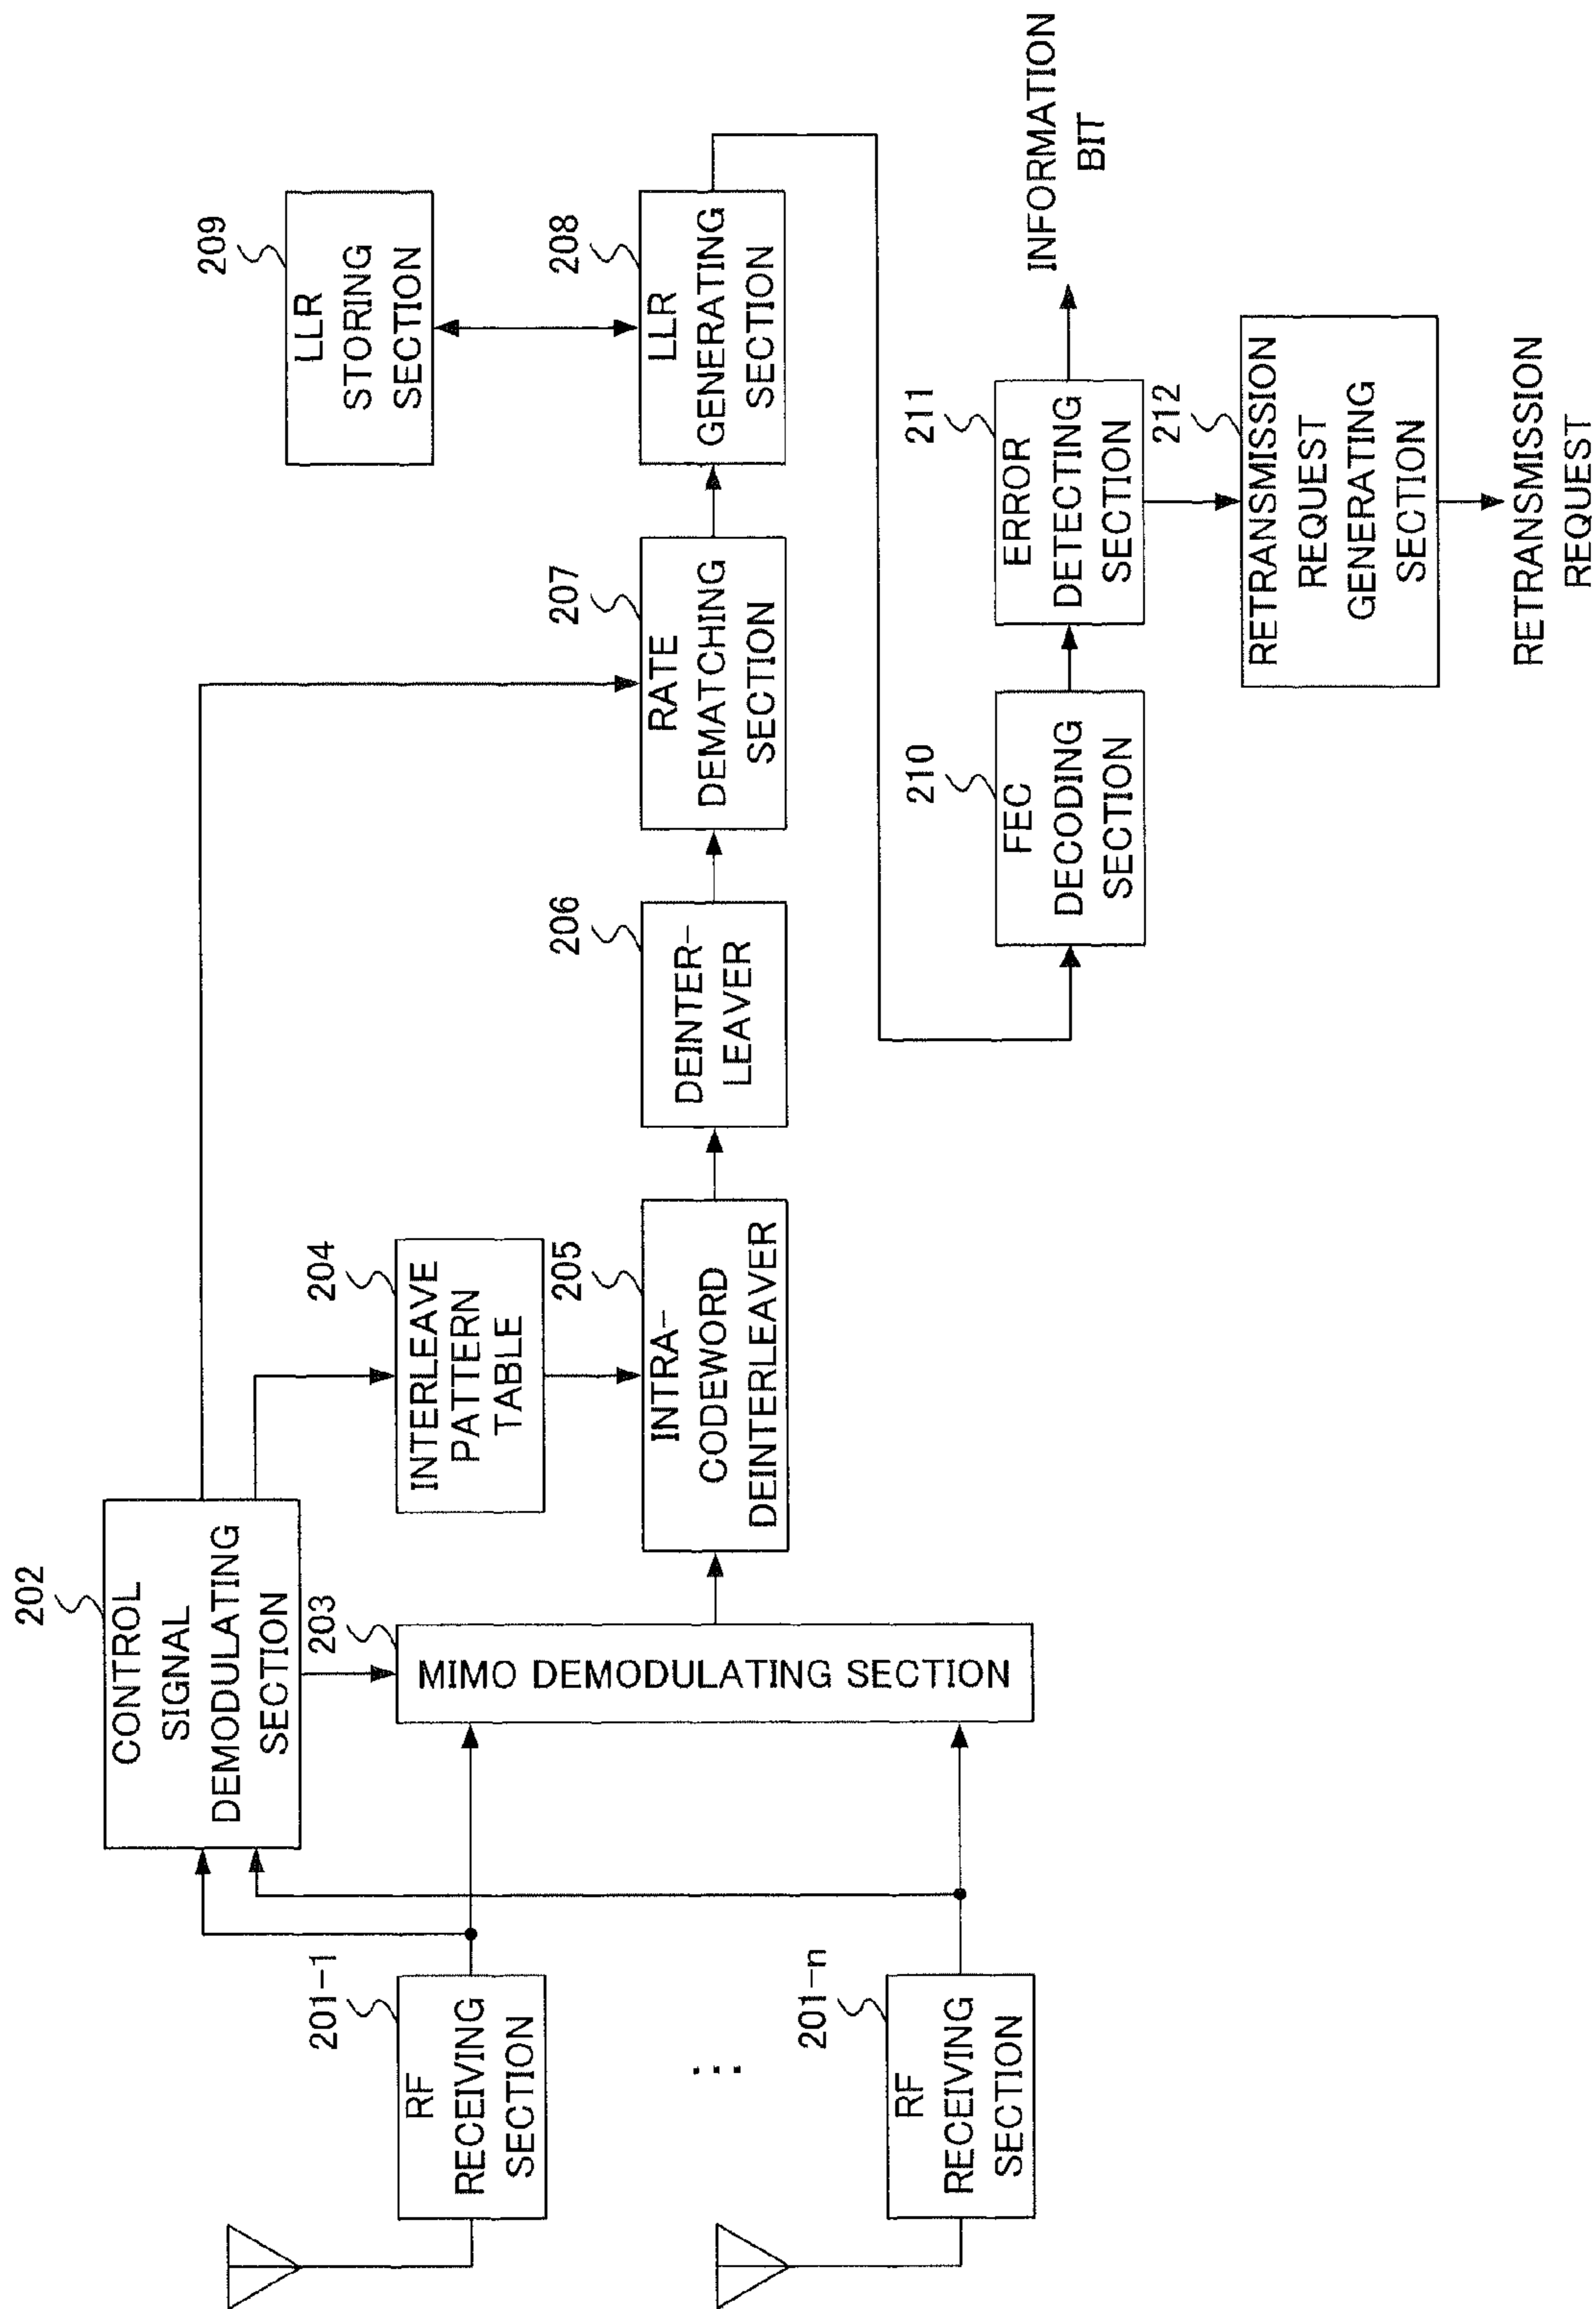 201-1
RF
RECEIVING
SECTION
201-n
RF
RECEIVING
SECTION
202
CONTROL
SIGNAL
DEMODULATING
SECTION
203
MIMO DEMODULATING SECTION
204
INTERLEAVE
PATTERN
TABLE
205
INTRA-
CODEWORD
DEINTERLEAVER
206
DEINTER-
LEAVER
207
RATE
DEMATCHING
SECTION
209
LLR
STORING
SECTION
208
LLR
GENERATING
SECTION
210
FEC
DECODING
SECTION
211
ERROR
DETECTING
SECTION
INFORMATION
BIT
212
RETRANSMISSION
REQUEST
GENERATING
SECTION
RETRANSMISSION
REQUEST